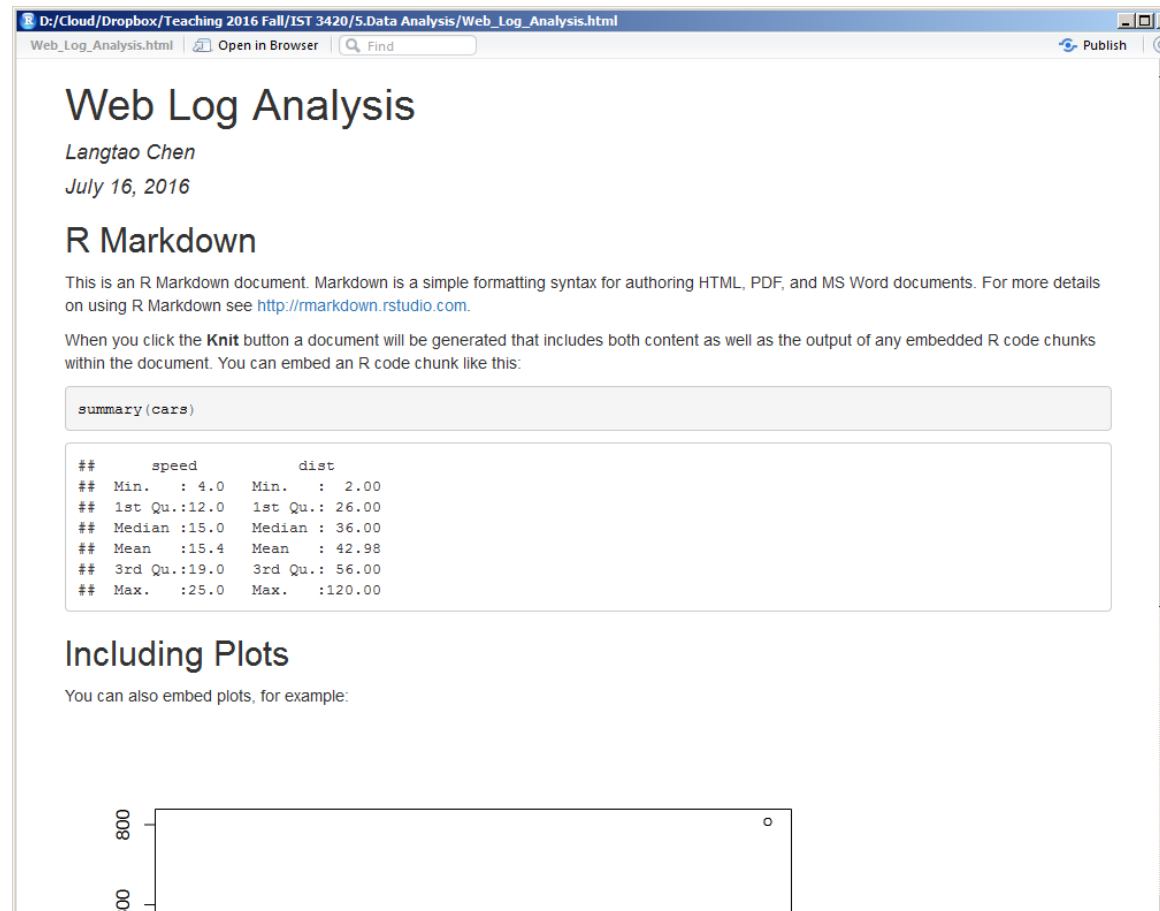 D:/Cloud/Dropbox/Teaching 2016 Fall/IST 3420/5.Data Analysis/Web_Log_Analysis.html
Web_Log_Analysis.html Open in Browser Find Publish
Web Log Analysis
Langtao Chen
July 16, 2016
R Markdown
This is an R Markdown document. Markdown is a simple formatting syntax for authoring HTML, PDF, and MS Word documents. For more details
on using R Markdown see http://rmarkdown.rstudio.com.
When you click the Knit button a document will be generated that includes both content as well as the output of any embedded R code chunks
within the document. You can embed an R code chunk like this:
summary(cars)
##      speed           dist
##  Min.   : 4.0   Min.   :  2.00
##  1st Qu.:12.0   1st Qu.: 26.00
##  Median :15.0   Median : 36.00
##  Mean   :15.4   Mean   : 42.98
##  3rd Qu.:19.0   3rd Qu.: 56.00
##  Max.   :25.0   Max.   :120.00
Including Plots
You can also embed plots, for example:
800